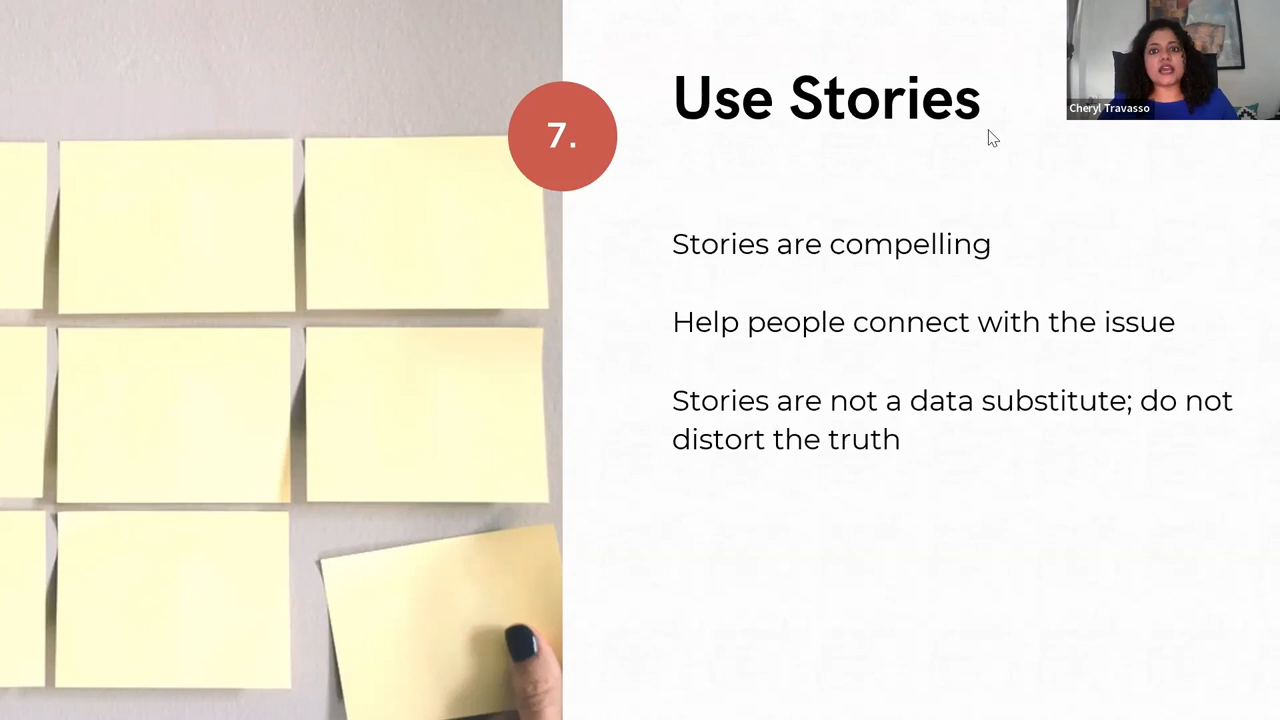 7.
Use Stories
Cheryl Travasso
Stories are compelling
Help people connect with the issue
Stories are not a data substitute; do not
distort the truth